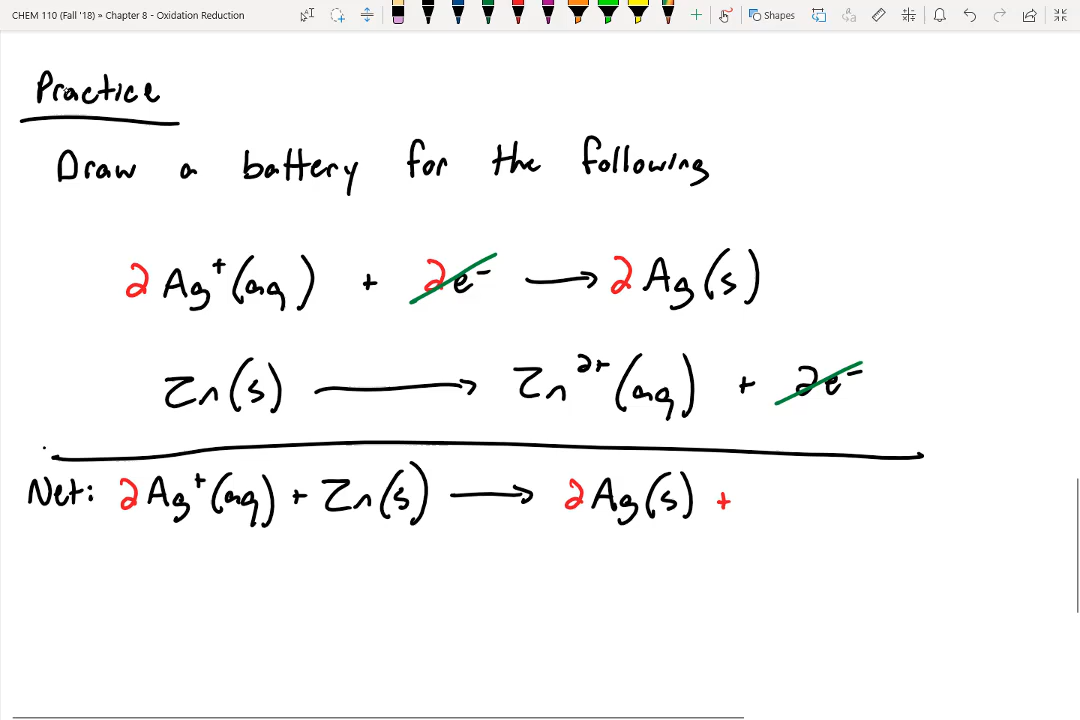 CHEM 110 (Fall '18) » Chapter 8 - Oxidation Reduction
Shapes
Practice
Draw a battery for the following
2 Ag⁺(aq) + 2e⁻ → 2 Ag(s)
Zn(s) → Zn²⁺(aq) + 2e⁻
Net: 2 Ag⁺(aq) + Zn(s) → 2 Ag(s) +